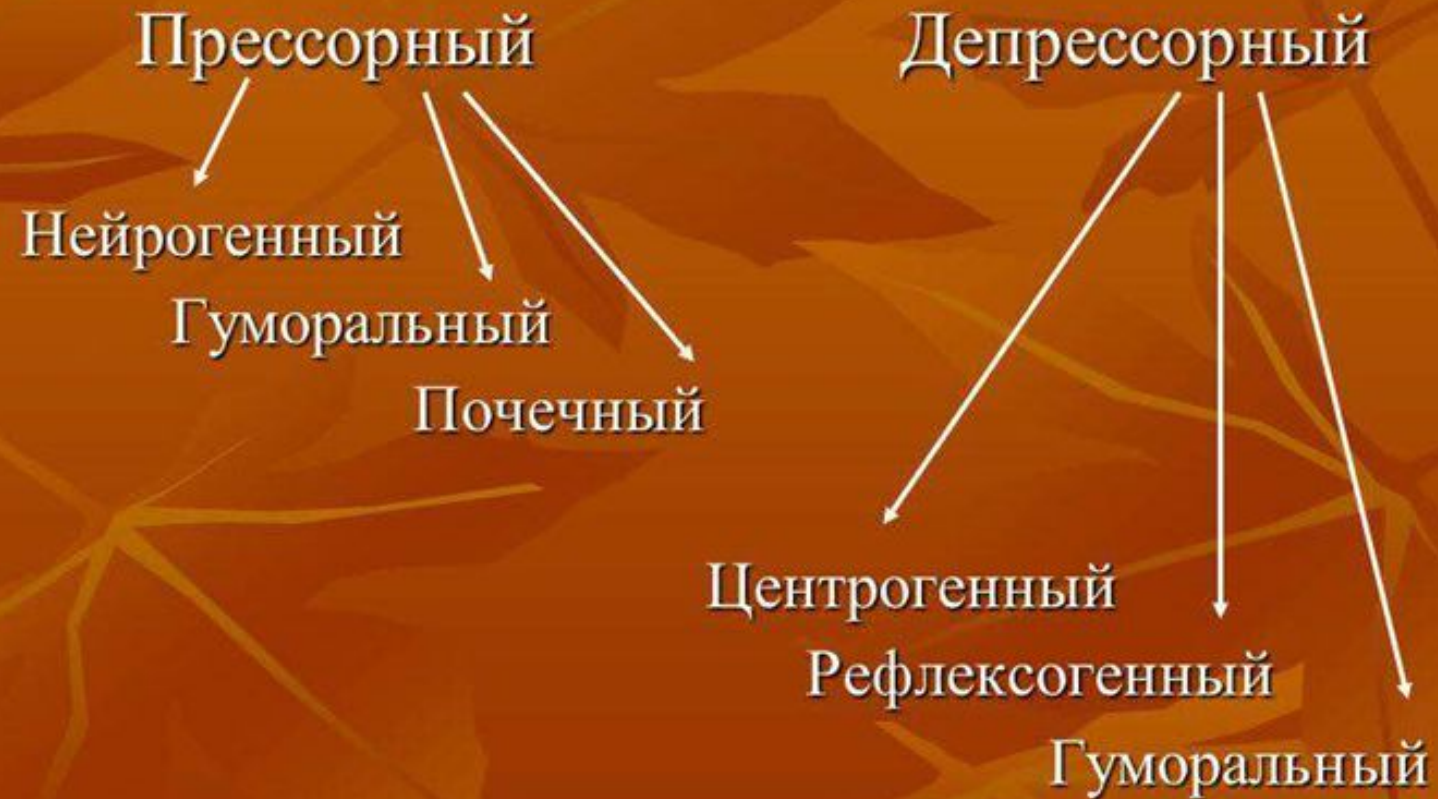 Прессорный
Депрессорный
Нейрогенный
Гуморальный
Почечный
Центрогенный
Рефлексогенный
Гуморальный